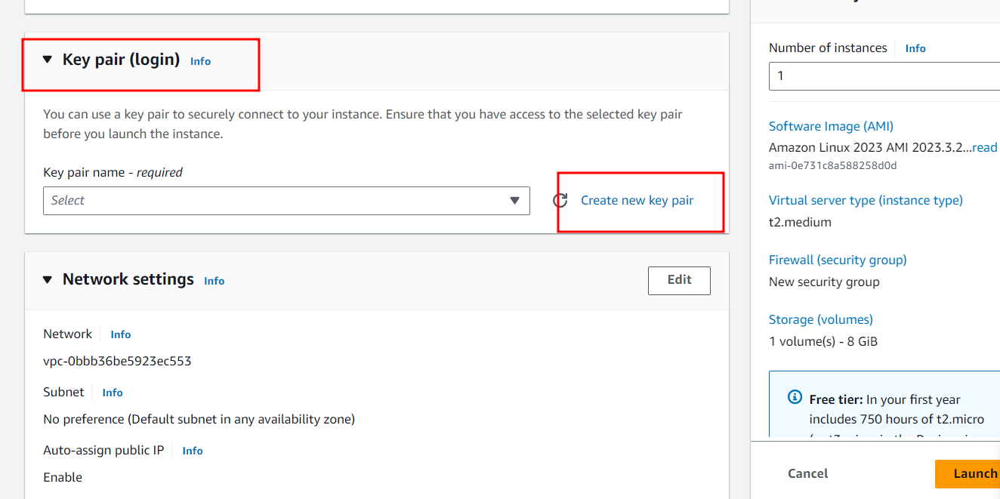 Key pair (login) Info
You can use a key pair to securely connect to your instance. Ensure that you have access to the selected key pair
before you launch the instance.
Key pair name - required
Select
Create new key pair
Network settings Info
Edit
Network Info
vpc-0bbb36be5923ec553
Subnet Info
No preference (Default subnet in any availability zone)
Auto-assign public IP Info
Enable
Number of instances Info
1
Software Image (AMI)
Amazon Linux 2023 AMI 2023.3.2...read
ami-0e731c8a588258d0d
Virtual server type (instance type)
t2.medium
Firewall (security group)
New security group
Storage (volumes)
1 volume(s) - 8 GiB
Free tier: In your first year
includes 750 hours of t2.micro
Cancel
Launch